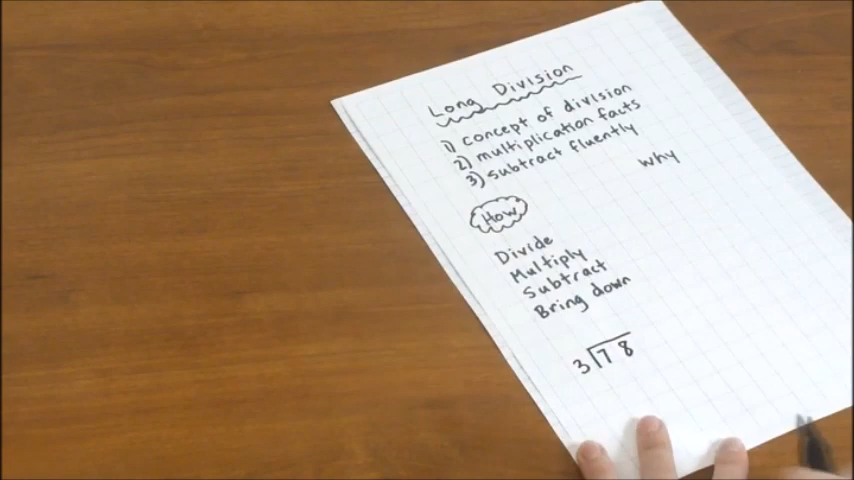 Long Division
1) concept of division
2) multiplication facts
3) subtract fluently
why
How
Divide
Multiply
Subtract
Bring down
3 78